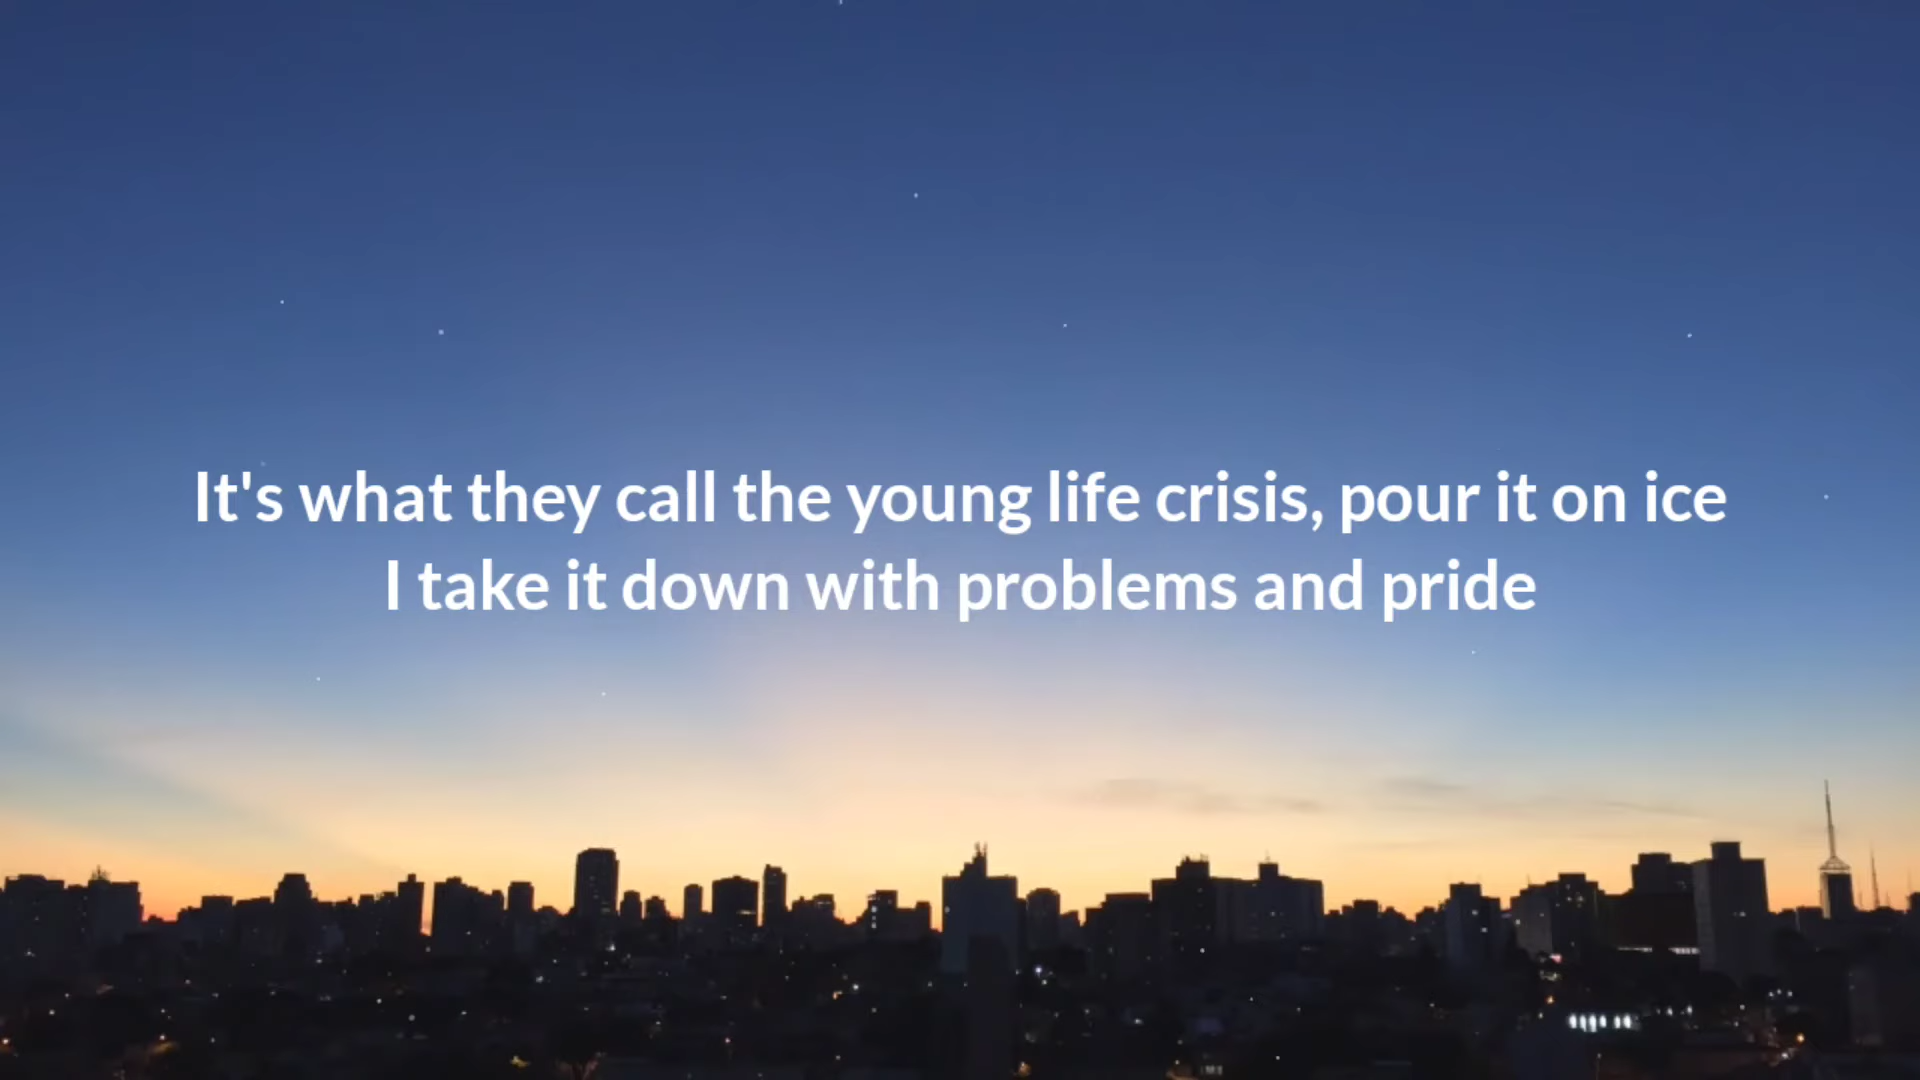 It's what they call the young life crisis, pour it on ice
I take it down with problems and pride